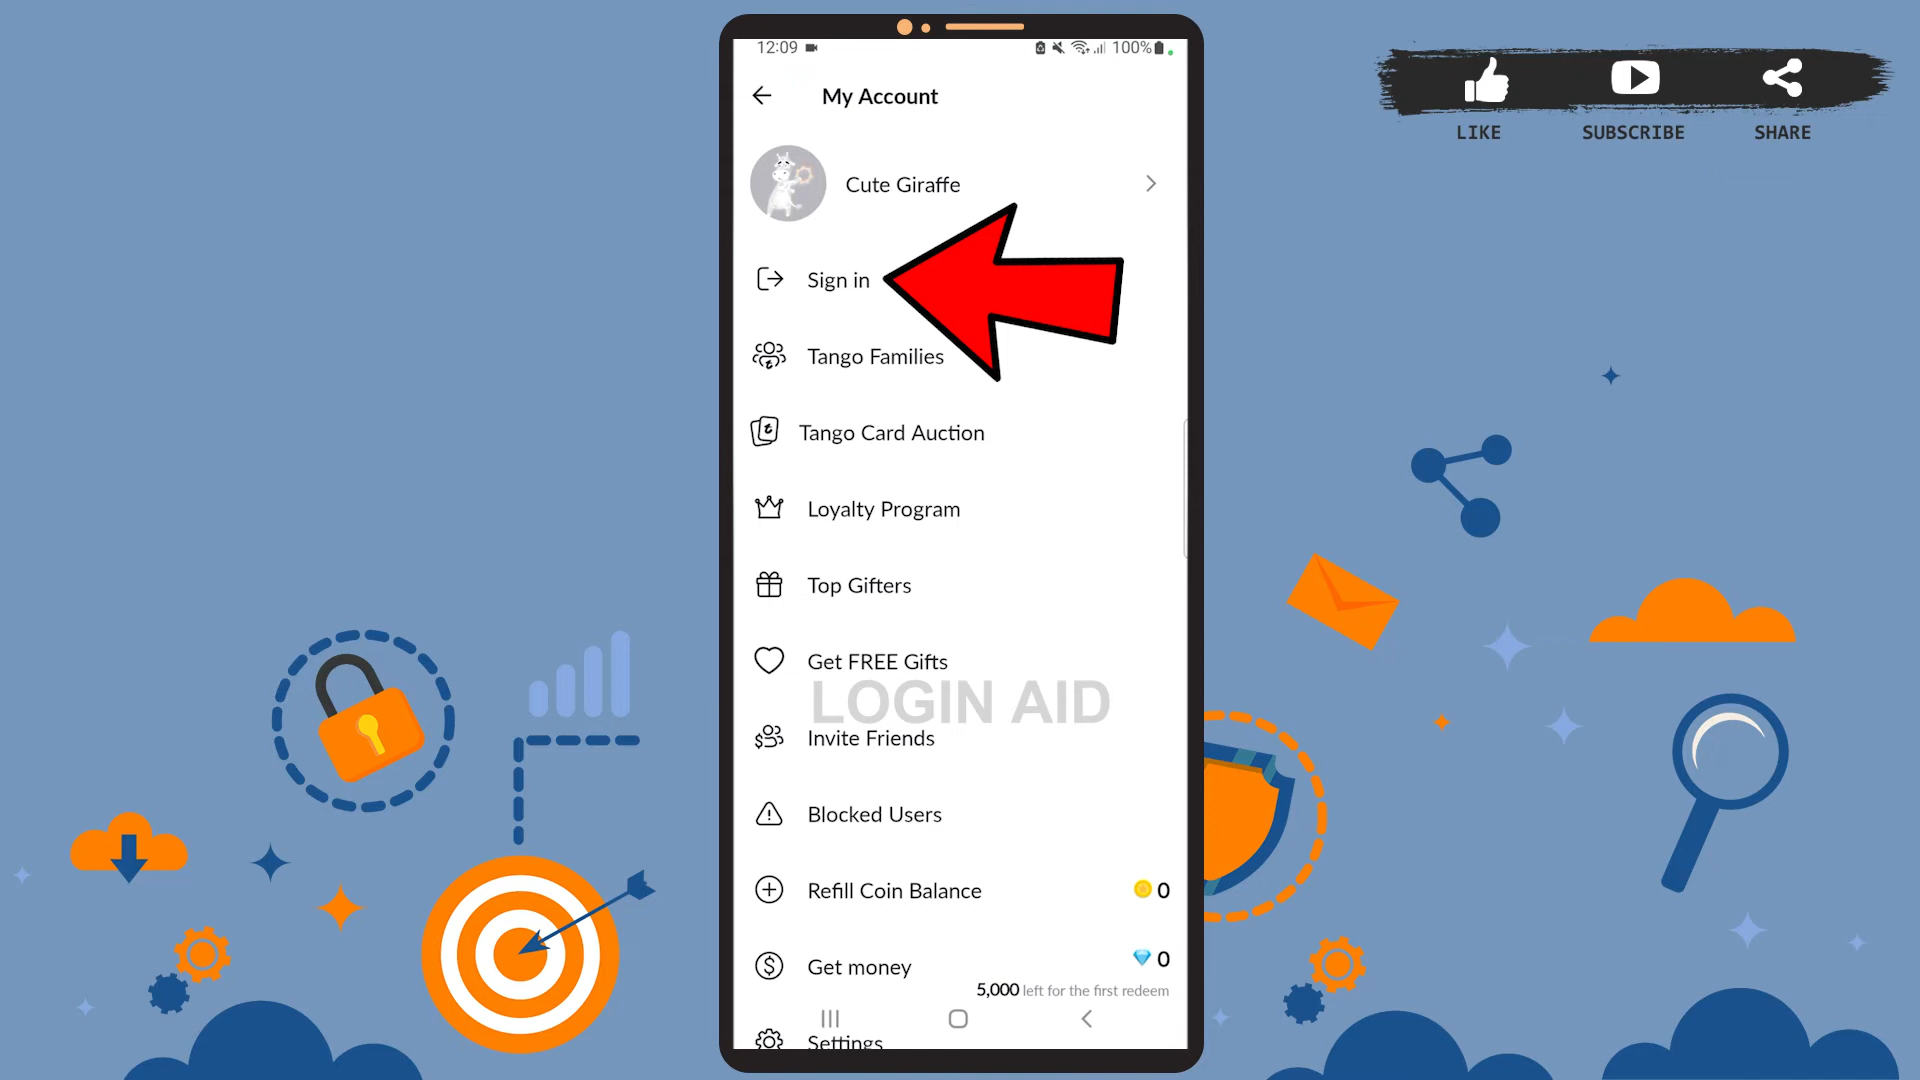 12:09 100%
My Account
LIKE SUBSCRIBE SHARE
Cute Giraffe
Sign in
Tango Families
Tango Card Auction
Loyalty Program
Top Gifters
Get FREE Gifts
LOGIN AID
Invite Friends
Blocked Users
Refill Coin Balance 0
Get money 0
5,000 left for the first redeem
Settings